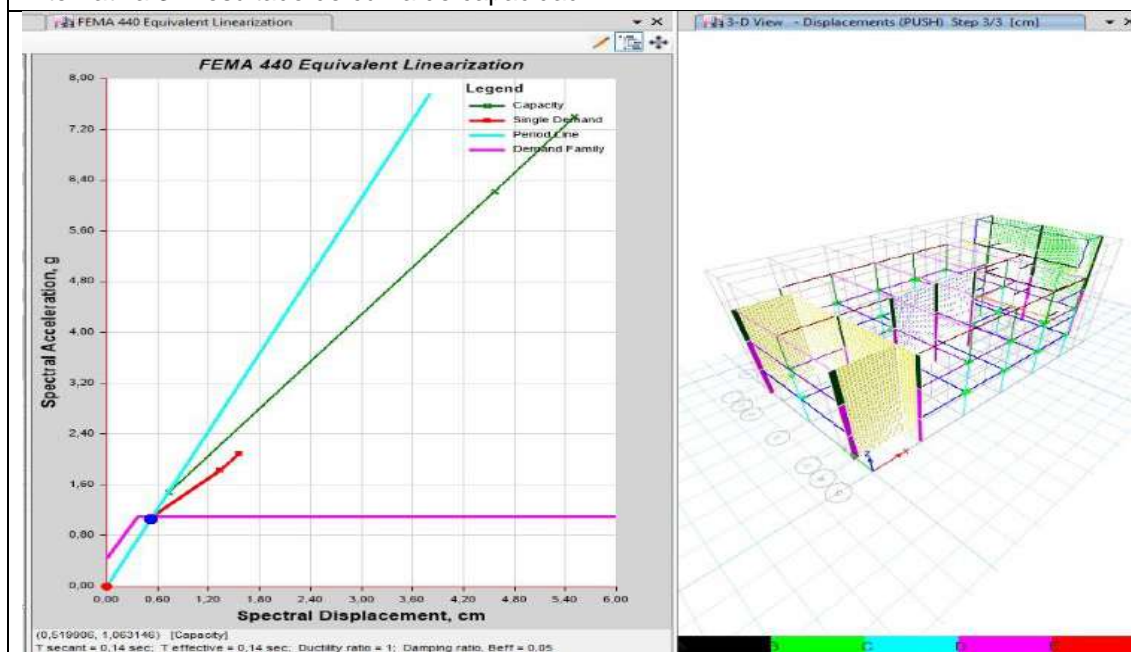 FEMA 440 Equivalent Linearization
3-D View - Displacements (PUSH) Step 3/3 [cm]
FEMA 440 Equivalent Linearization
Legend
Capacity
Single Demand
Period Line
Demand Family
8,00
7,20
6,40
5,60
4,80
4,00
3,20
2,40
1,60
0,80
0,00
Spectral Acceleration, g
0,00 0,60 1,20 1,80 2,40 3,00 3,60 4,20 4,80 5,40 6,00
Spectral Displacement, cm
(0,519906, 1,063146) [Capacity]
T secant = 0,14 sec; T effective = 0,14 sec; Ductility ratio = 1; Damping ratio, Beff = 0.05
Z
X